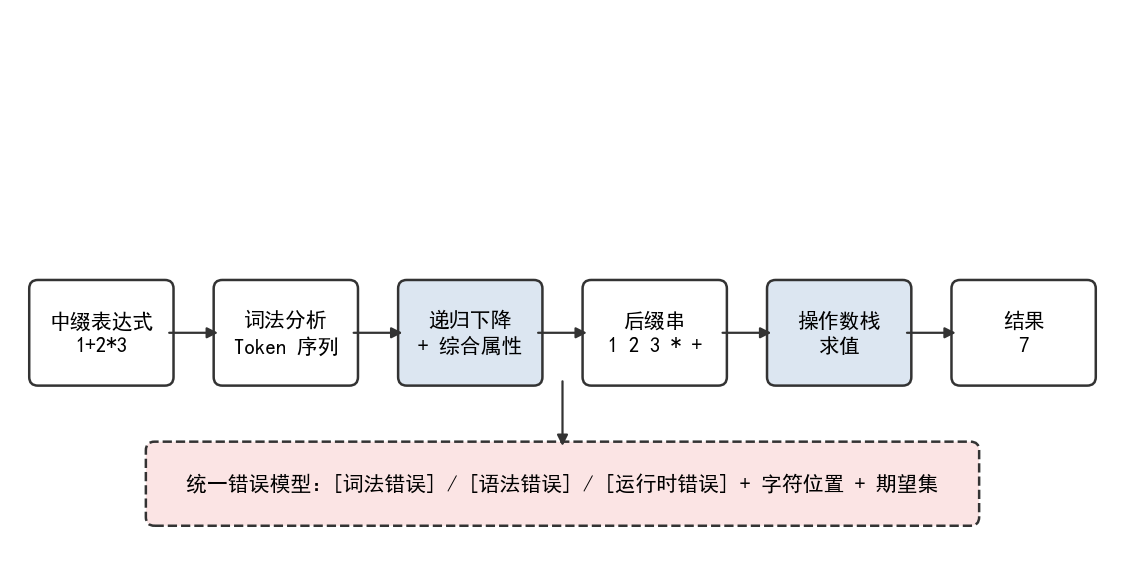 中缀表达式
1+2*3
词法分析
Token 序列
递归下降
+ 综合属性
后缀串
1 2 3 * +
操作数栈
求值
结果
7
统一错误模型：[词法错误] / [语法错误] / [运行时错误] + 字符位置 + 期望集